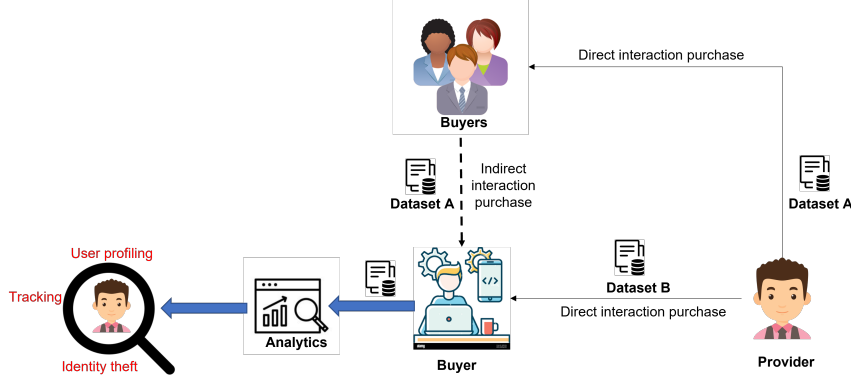 Direct interaction purchase
Buyers
Dataset A
Indirect
interaction
purchase
Dataset A
User profiling
Tracking
Identity theft
Analytics
Buyer
Dataset B
Direct interaction purchase
Provider